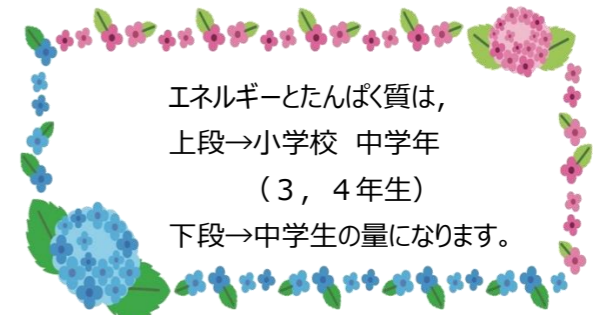 エネルギーとたんぱく質は，
上段→小学校　中学年
（３，４年生）
下段→中学生の量になります。